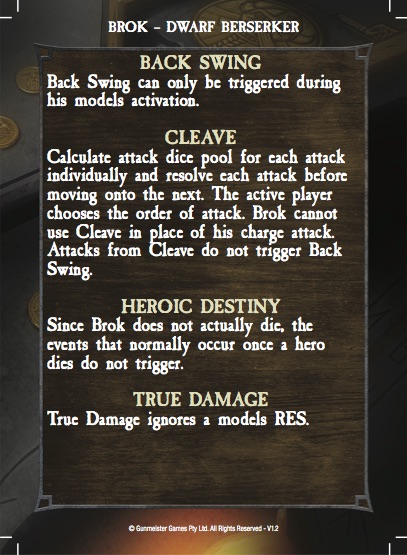 BROK - DWARF BERSERKER
BACK SWING
Back Swing can only be triggered during
his models activation.
CLEAVE
Calculate attack dice pool for each attack
individually and resolve each attack before
moving onto the next. The active player
chooses the order of attack. Brok cannot
use Cleave in place of his charge attack.
Attacks from Cleave do not trigger Back
Swing.
HEROIC DESTINY
Since Brok does not actually die, the
events that normally occur once a hero
dies do not trigger.
TRUE DAMAGE
True Damage ignores a models RES.
© Gunmeister Games Pty Ltd. All Rights Reserved - V1.2